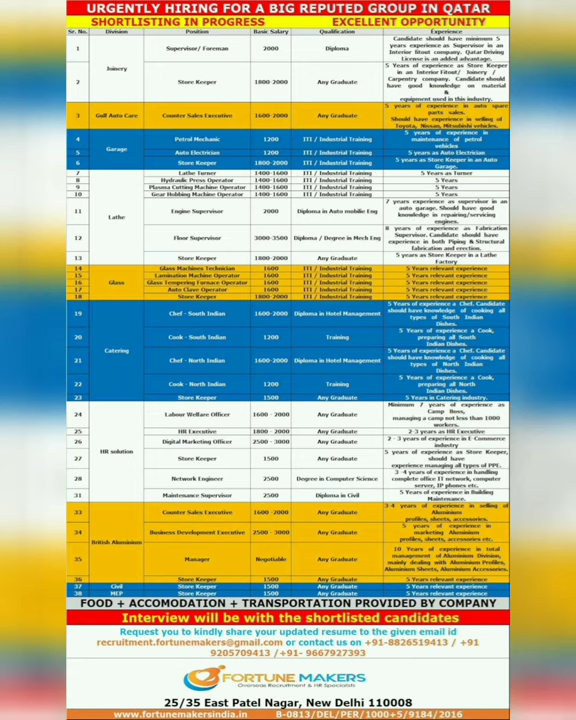 URGENTLY HIRING FOR A BIG REPUTED GROUP IN QATAR
SHORTLISTING IN PROGRESS EXCELLENT OPPORTUNITY
Sr. No. Division Position Basic Salary Qualification Experience
1 Joinery Supervisor/ Foreman 2000 Diploma Candidate should have minimum 5 years experience as Supervisor in an Interior fitout company. Qatar Driving License is an added advantage.
2 Store Keeper 1800-2000 Any Graduate 5 Years of Experience as Store Keeper in an Interior Fitout/ Joinery / Carpentry company. Candidate should have good knowledge on material & equipment used in this industry.
3 Gulf Auto Care Counter Sales Executive 1600-2000 Any Graduate 5 years of experience in auto spare parts sales. Should have experience in selling of Toyota, Nissan, Mitsubishi vehicles.
4 Garage Petrol Mechanic 1200 ITI / Industrial Training 5 years experience in maintenance of petrol vehicles
5 Auto Electrician 1200 ITI / Industrial Training 5 years as Auto Electrician
6 Store Keeper 1800-2000 ITI / Industrial Training 5 years as Store Keeper in an Auto Garage.
7 Lathe Lathe Turner 1400-1600 ITI / Industrial Training 5 Years as Turner
8 Hydraulic Press Operator 1400-1600 ITI / Industrial Training 5 Years
9 Plasma Cutting Machine Operator 1400-1600 ITI / Industrial Training 5 Years
10 Gear Hobbing Machine Operator 1400-1600 ITI / Industrial Training 5 Years
11 Engine Supervisor 2000 Diploma in Auto mobilie Eng 7 years experience as supervisor in an auto garage. Should have good knowledge in repairing/servicing engines.
12 Floor Supervisor 3000-3500 Diploma / Degree in Mech Eng 8 years of experience as Fabrication Supervisor. Candidate should have experience in both Piping & Structural fabrication and erection.
13 Store Keeper 1800-2000 Any Graduate 5 years as Store Keeper in a Lathe Factory
14 Glass Glass Machines Technician 1600 ITI / Industrial Training 5 Years relevant experience
15 Lamination Machine Operator 1600 ITI / Industrial Training 5 Years relevant experience
16 Glass Tempering Furnace Operator 1600 ITI / Industrial Training 5 Years relevant experience
17 Auto Clave Operator 1600 ITI / Industrial Training 5 Years relevant experience
18 Store Keeper 1800-2000 ITI / Industrial Training 5 Years relevant experience
19 Catering Chef - South Indian 1600-2000 Diploma in Hotel Management 5 Years of experience a Chef. Candidate should have knowledge of cooking all types of South Indian Dishes.
20 Cook - South Indian 1200 Training 5 Years of experience a Cook, preparing all South Indian Dishes.
21 Chef - North Indian 1600-2000 Diploma in Hotel Management 5 Years of experience a Chef. Candidate should have knowledge of cooking all types of North Indian Dishes.
22 Cook - North Indian 1200 Training 5 Years of experience a Cook, preparing all North Indian Dishes.
23 Store Keeper 1500 Any Graduate 5 Years in Catering industry.
24 HR solution Labour Welfare Officer 1600 - 2000 Any Graduate Minimum 7 years of experience as Camp Boss, managing a camp not less than 1000 workers.
25 HR Executive 1800 - 2000 Any Graduate 2-3 years as HR Executive
26 Digital Marketing Officer 2500 - 3000 Any Graduate 2 - 3 years of experience in E-Commerce industry
27 Store Keeper 1500 Any Graduate 5 years of experience as Store Keeper, should have experience managing all types of PPE.
28 Network Engineer 2500 Degree in Computer Science 3 -4 years of experience in handling complete office IT network, computer server, IP phones etc.
31 Maintenance Supervisor 2500 Diploma in Civil 5 Years of experience in Building Maintenance.
33 British Aluminium Counter Sales Executive 1600 -2000 Any Graduate 3-4 years of experience in selling of Aluminium profiles, sheets, accessories.
34 Business Development Executive 2500 - 3000 Any Graduate 5 years of experience in marketing Aluminium profiles, sheets, accessories etc.
35 Manager Negotiable Any Graduate 10 Years of experience in total management of Aluminium Division, mainly dealing with Aluminium Profiles, Aluminium Sheets, Aluminium Accessories.
36 Store Keeper 1500 Any Graduate 5 Years relevant experience
37 Civil Store Keeper 1500 Any Graduate 5 Years relevant experience
38 MEP Store Keeper 1500 Any Graduate 5 Years relevant experience
FOOD + ACCOMODATION + TRANSPORTATION PROVIDED BY COMPANY
Interview will be with the shortlisted candidates
Request you to kindly share your updated resume to the given email id
recruitment.fortunemakers@gmail.com or contact us on +91-8826519413 / +91
9205709413 /+91- 9667927393
FORTUNE MAKERS
Overseas Recruitment & HR Specialists
25/35 East Patel Nagar, New Delhi 110008
www.fortunemakersindia.in B-0813/DEL/PER/1000+5/9184/2016